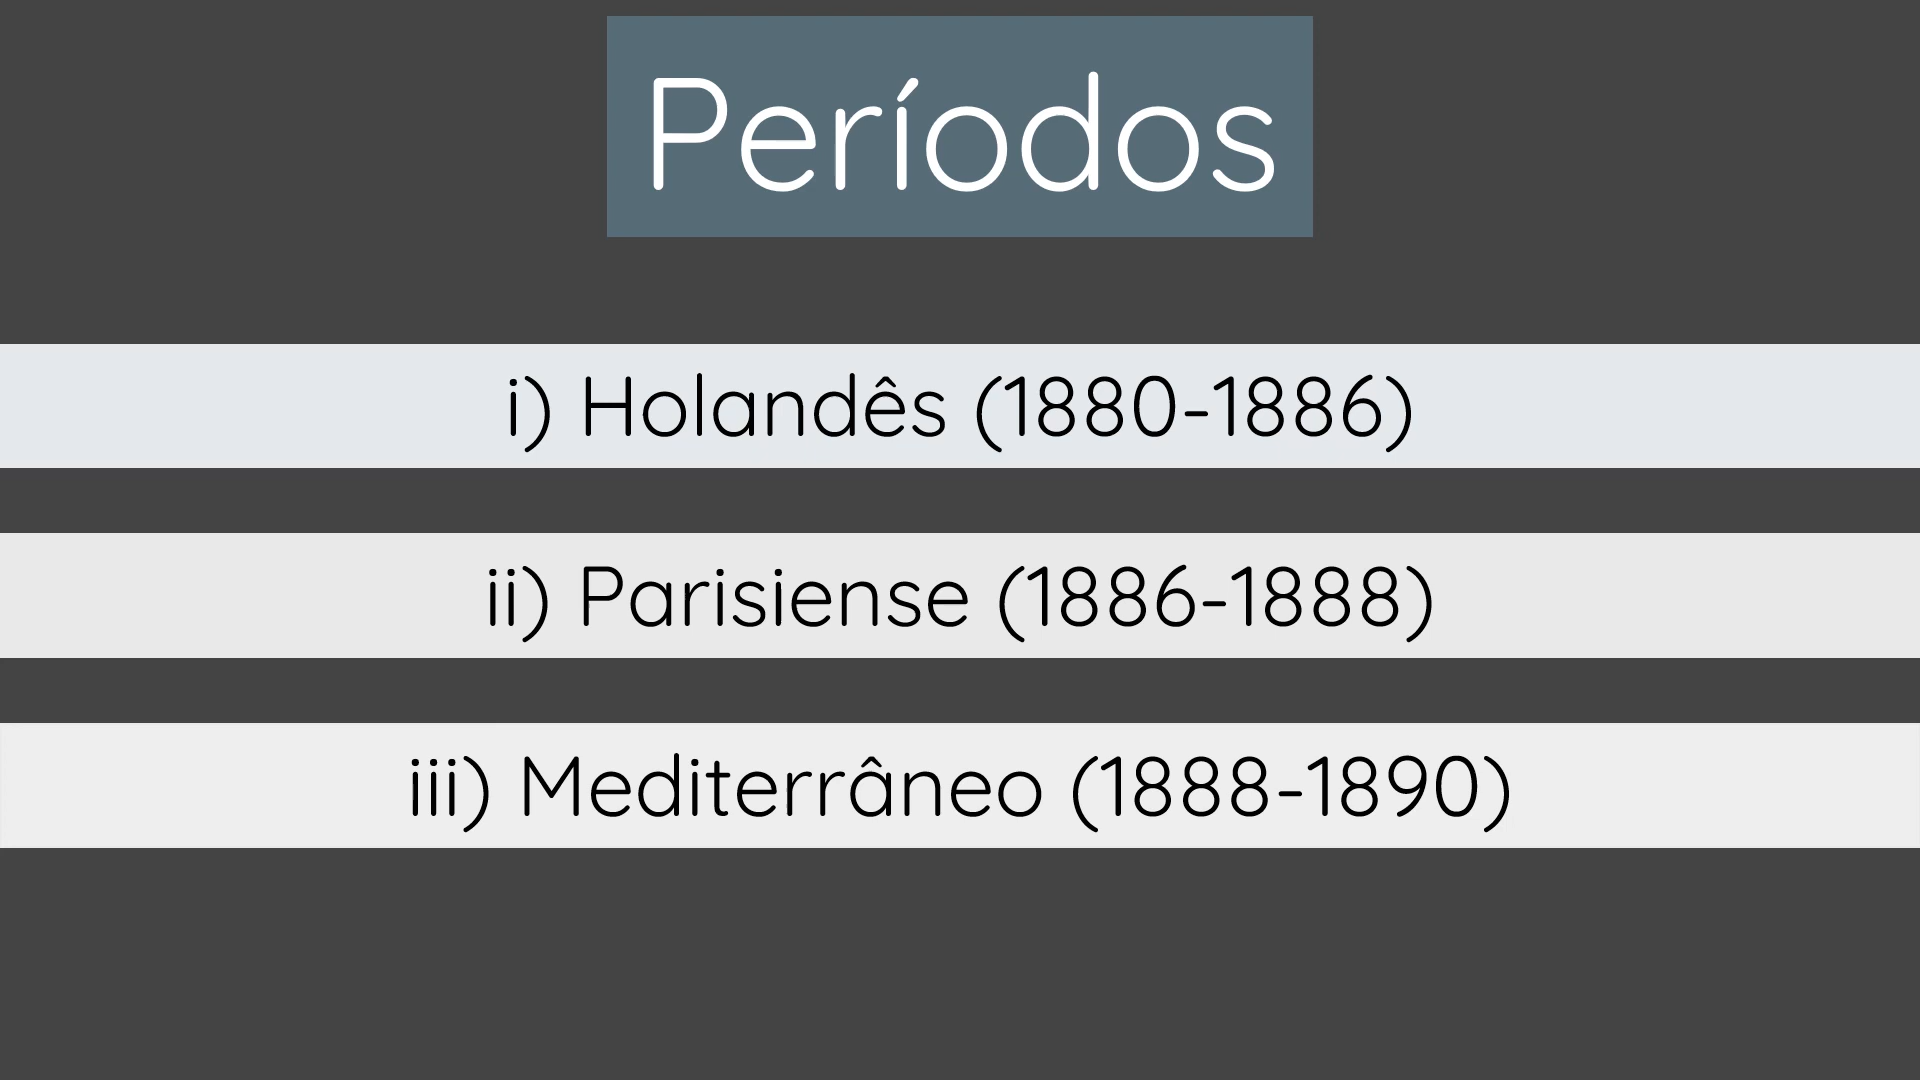 Períodos
i) Holandês (1880-1886)
ii) Parisiense (1886-1888)
iii) Mediterrâneo (1888-1890)